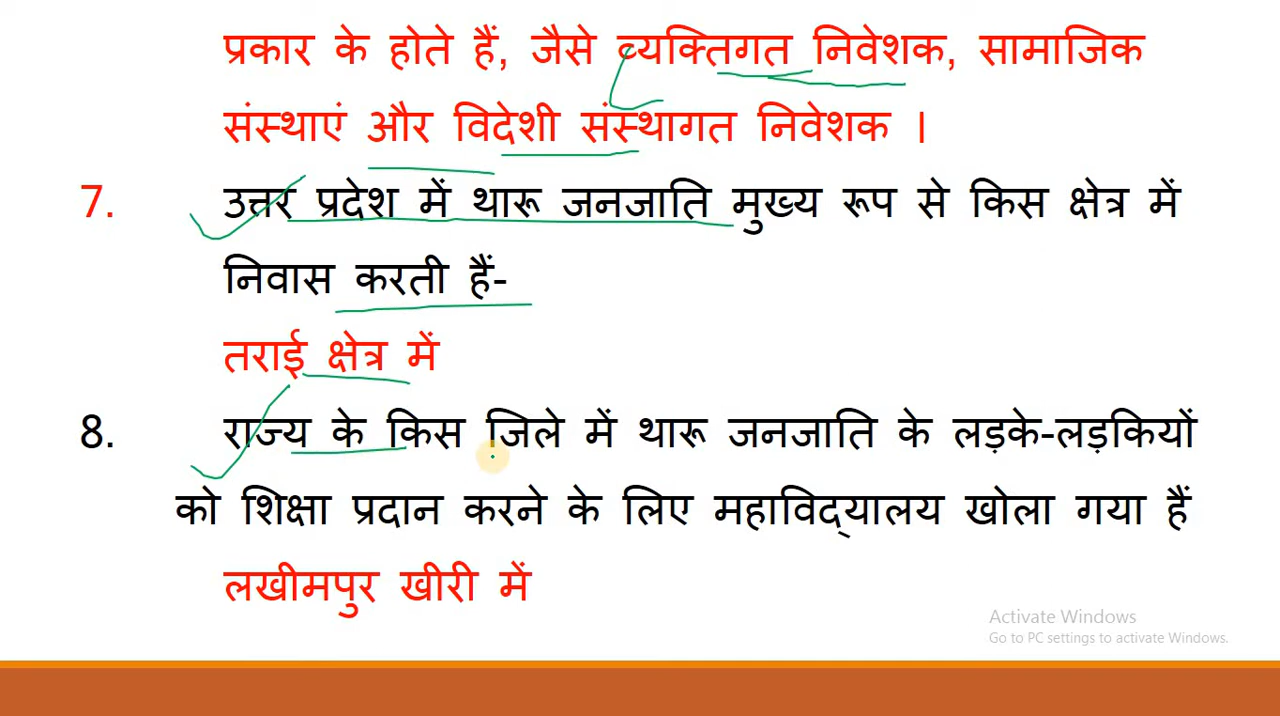 प्रकार के होते हैं, जैसे व्यक्तिगत निवेशक, सामाजिक
संस्थाएं और विदेशी संस्थागत निवेशक ।
7. उत्तर प्रदेश में थारू जनजाति मुख्य रूप से किस क्षेत्र में
निवास करती हैं-
तराई क्षेत्र में
8. राज्य के किस जिले में थारू जनजाति के लड़के-लड़कियों
को शिक्षा प्रदान करने के लिए महाविद्‌यालय खोला गया हैं
लखीमपुर खीरी में
Activate Windows
Go to PC settings to activate Windows.